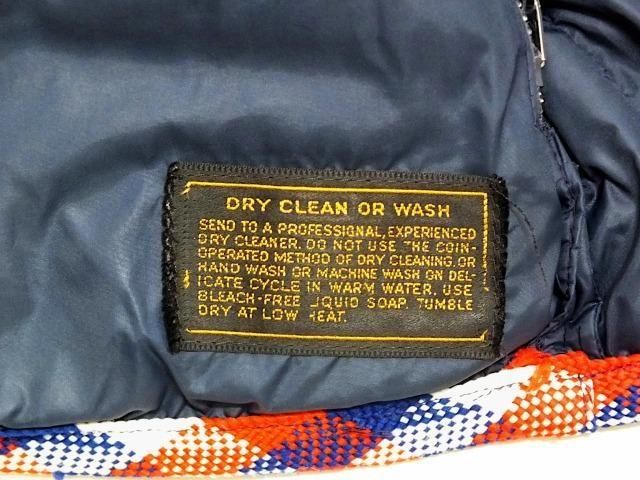 DRY CLEAN OR WASH
SEND TO A PROFESSIONAL, EXPERIENCED
DRY CLEANER. DO NOT USE THE COIN-
OPERATED METHOD OF DRY CLEANING. OR
HAND WASH OR MACHINE WASH ON DEL-
ICATE CYCLE IN WARM WATER. USE
BLEACH-FREE LIQUID SOAP. TUMBLE
DRY AT LOW HEAT.